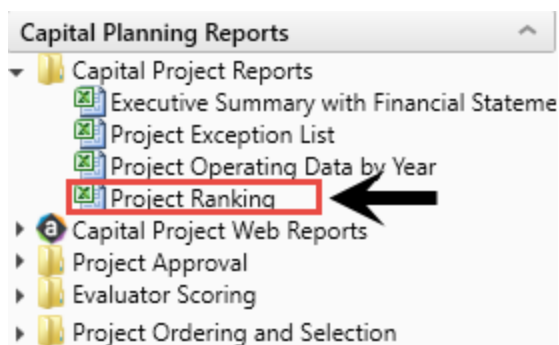 Capital Planning Reports
Capital Project Reports
Executive Summary with Financial Stateme
Project Exception List
Project Operating Data by Year
Project Ranking
Capital Project Web Reports
Project Approval
Evaluator Scoring
Project Ordering and Selection